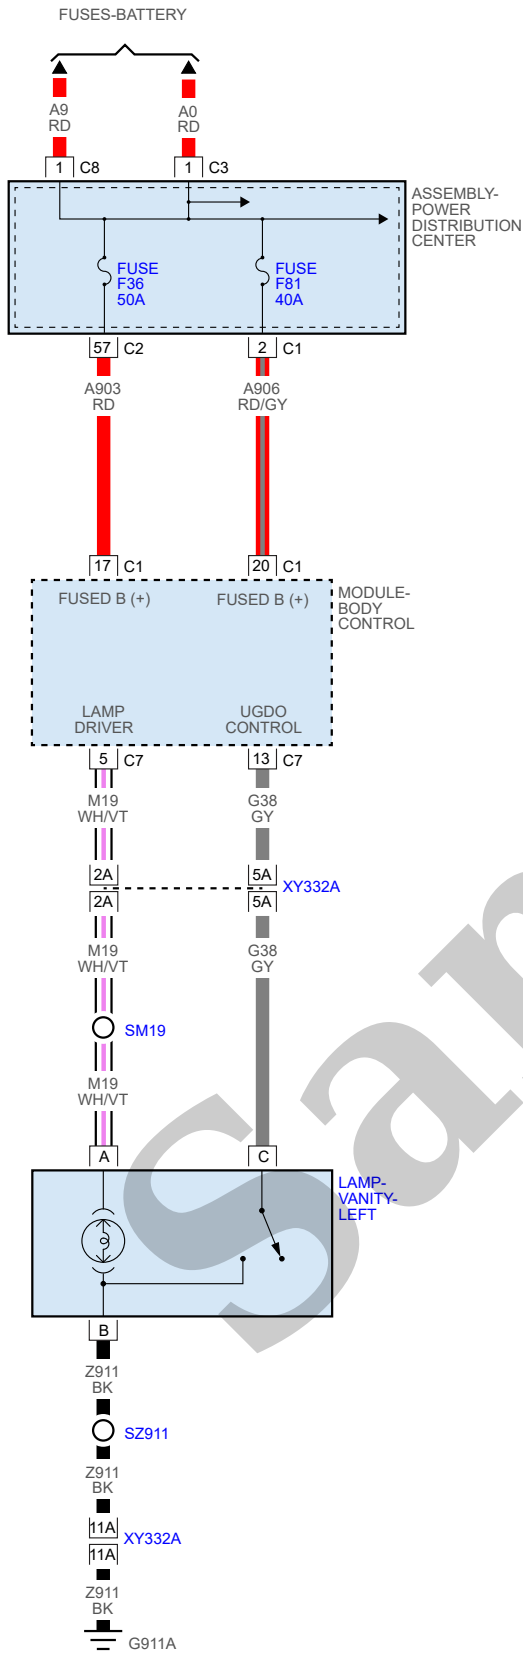 FUSES-BATTERY
A9
RD
A0
RD
1 C8
1 C3
ASSEMBLY-
POWER
DISTRIBUTION
CENTER
FUSE
F36
50A
FUSE
F81
40A
57 C2
2 C1
A903
RD
A906
RD/GY
17 C1
20 C1
FUSED B (+)
FUSED B (+)
MODULE-
BODY
CONTROL
LAMP
DRIVER
UGDO
CONTROL
5 C7
13 C7
M19
WH/VT
G38
GY
2A
5A
XY332A
2A
5A
M19
WH/VT
G38
GY
SM19
M19
WH/VT
A
C
LAMP-
VANITY-
LEFT
B
Z911
BK
SZ911
Z911
BK
11A
XY332A
11A
Z911
BK
G911A